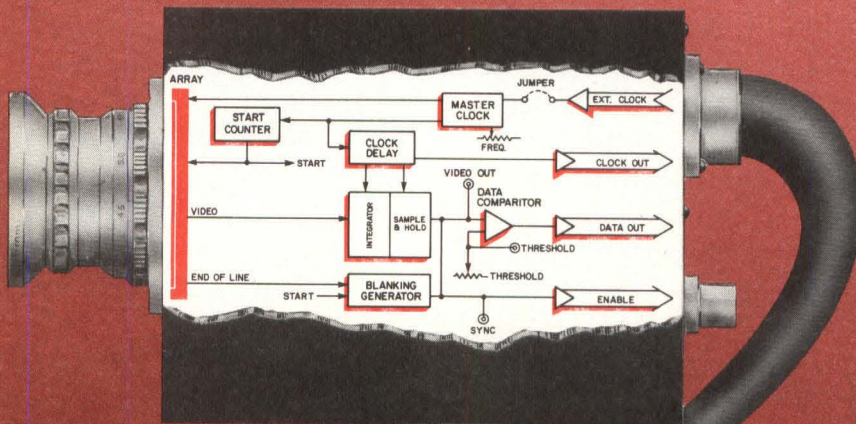 ARRAY
JUMPER
MASTER
CLOCK
EXT. CLOCK
START
COUNTER
FREQ.
CLOCK
DELAY
START
CLOCK OUT
VIDEO OUT
DATA
COMPARITOR
VIDEO
INTEGRATOR
SAMPLE
& HOLD
DATA OUT
THRESHOLD
THRESHOLD
END OF LINE
START
BLANKING
GENERATOR
ENABLE
SYNC